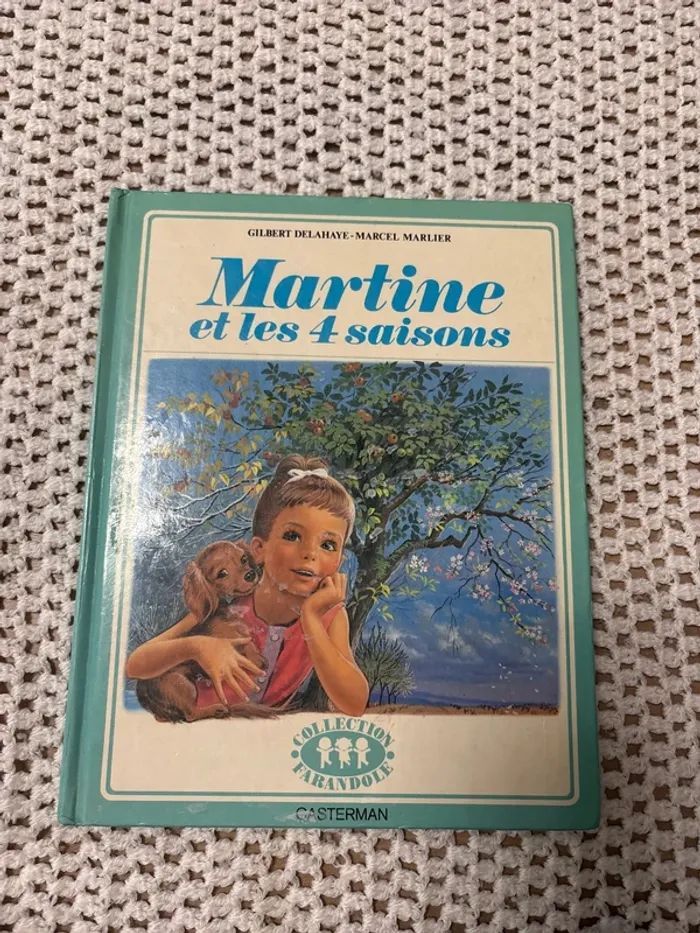 GILBERT DELAHAYE-MARCEL MARLIER
Martine
et les 4 saisons
COLLECTION
FARANDOLE
CASTERMAN